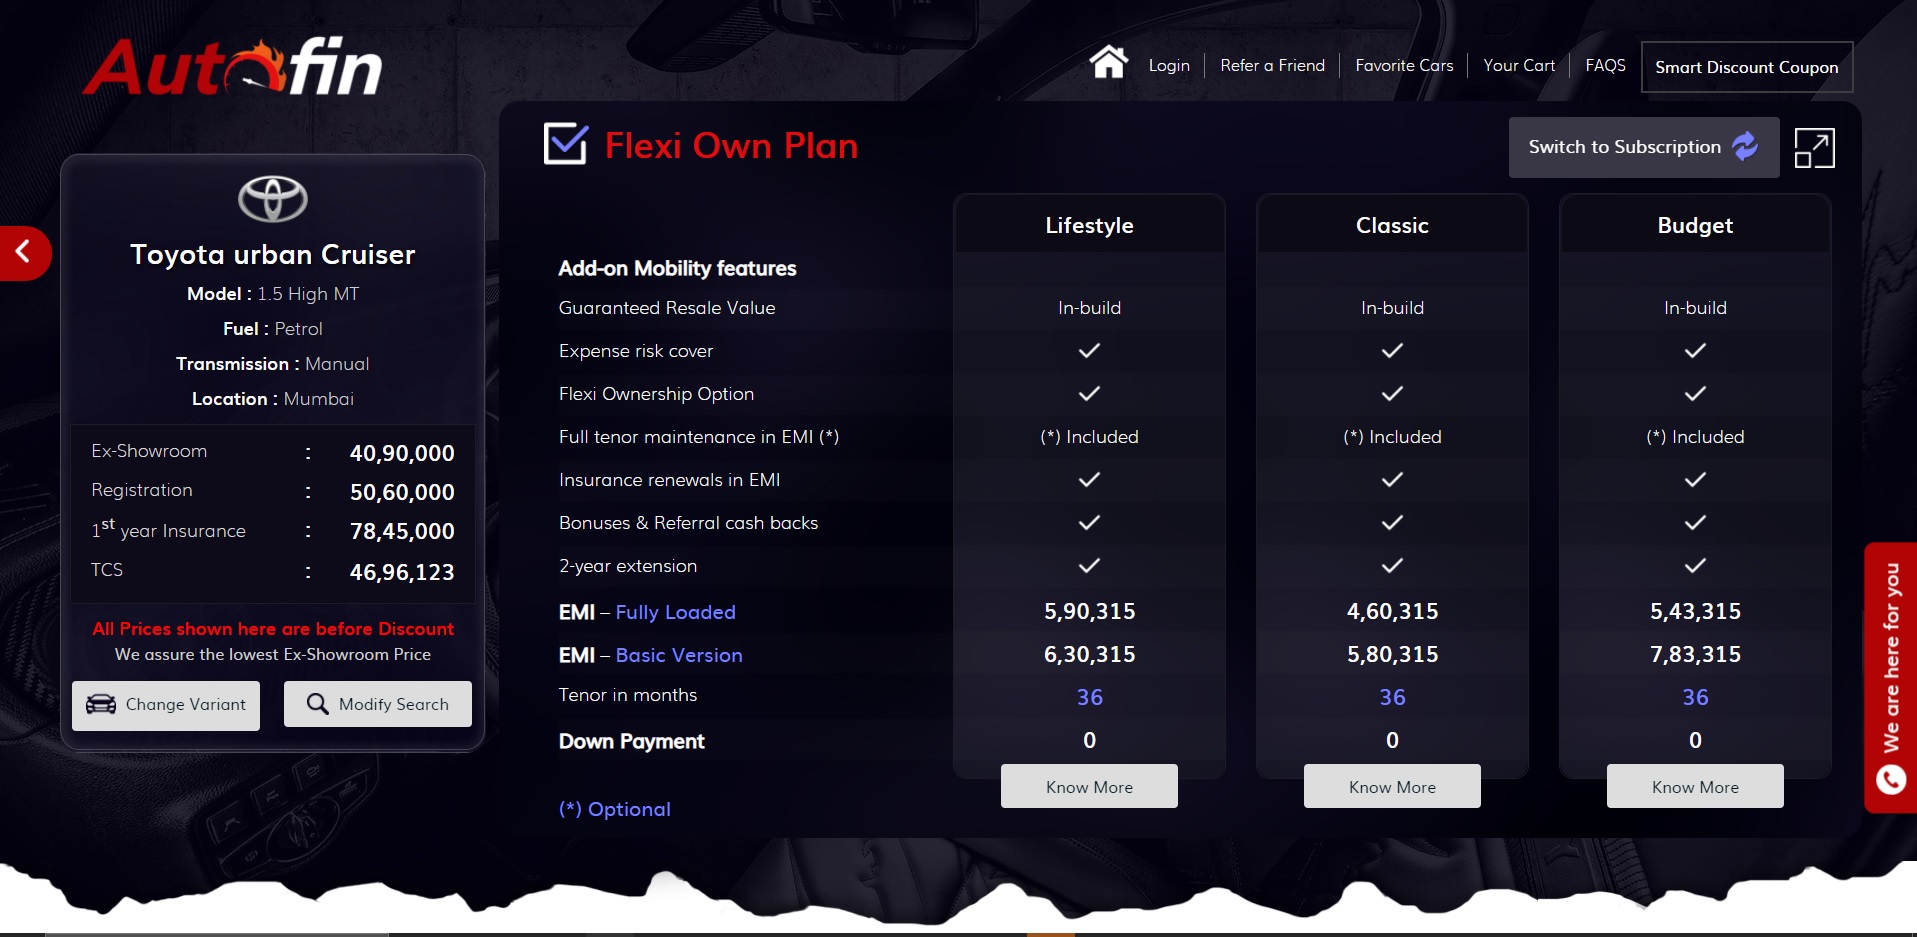 Autofin
Login
Refer a Friend
Favorite Cars
Your Cart
FAQS
Smart Discount Coupon
Toyota urban Cruiser
Model : 1.5 High MT
Fuel : Petrol
Transmission : Manual
Location : Mumbai
Ex-Showroom : 40,90,000
Registration : 50,60,000
1st year Insurance : 78,45,000
TCS : 46,96,123
All Prices shown here are before Discount
We assure the lowest Ex-Showroom Price
Change Variant
Modify Search
Flexi Own Plan
Switch to Subscription
Lifestyle Classic Budget
Add-on Mobility features
Guaranteed Resale Value In-build In-build In-build
Expense risk cover
Flexi Ownership Option
Full tenor maintenance in EMI (*) (*) Included (*) Included (*) Included
Insurance renewals in EMI
Bonuses & Referral cash backs
2-year extension
EMI – Fully Loaded 5,90,315 4,60,315 5,43,315
EMI – Basic Version 6,30,315 5,80,315 7,83,315
Tenor in months 36 36 36
Down Payment 0 0 0
Know More Know More Know More
(*) Optional
We are here for you